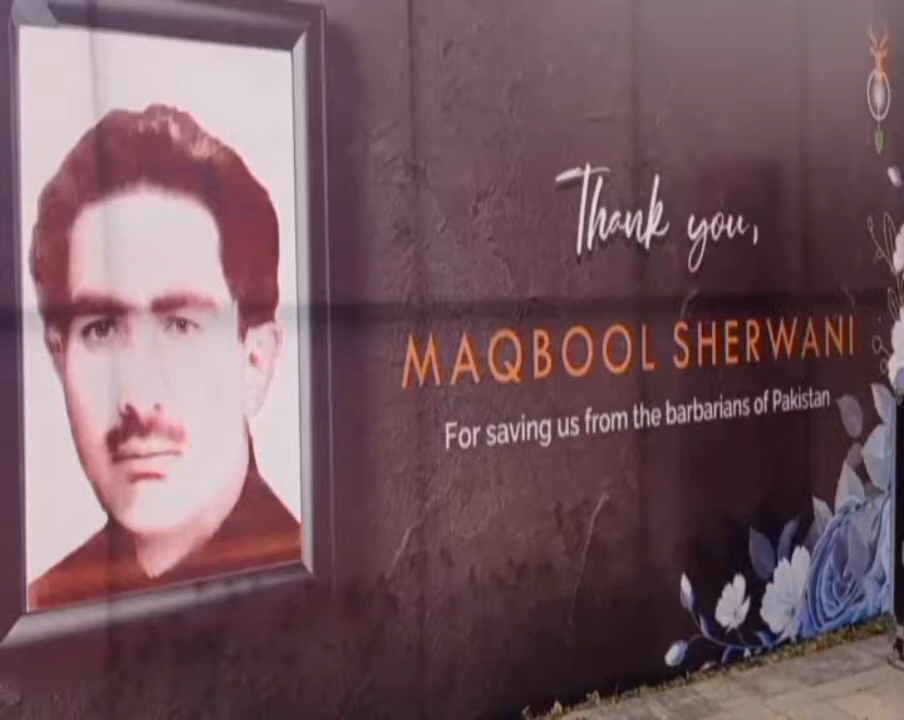 Thank you,
MAQBOOL SHERWANI
For saving us from the barbarians of Pakistan